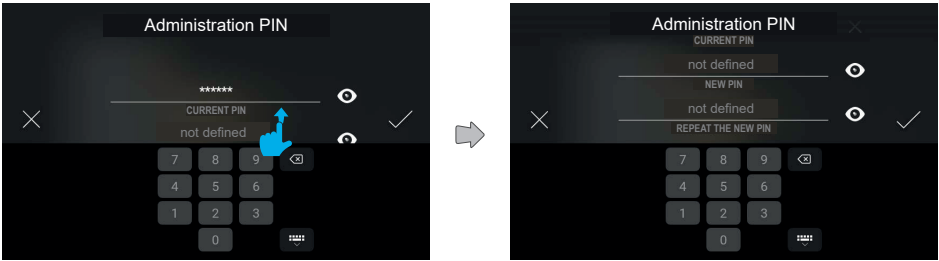 Administration PIN
******
CURRENT PIN
not defined
7 8 9
4 5 6
1 2 3
0
Administration PIN
CURRENT PIN
not defined
NEW PIN
not defined
REPEAT THE NEW PIN
7 8 9
4 5 6
1 2 3
0